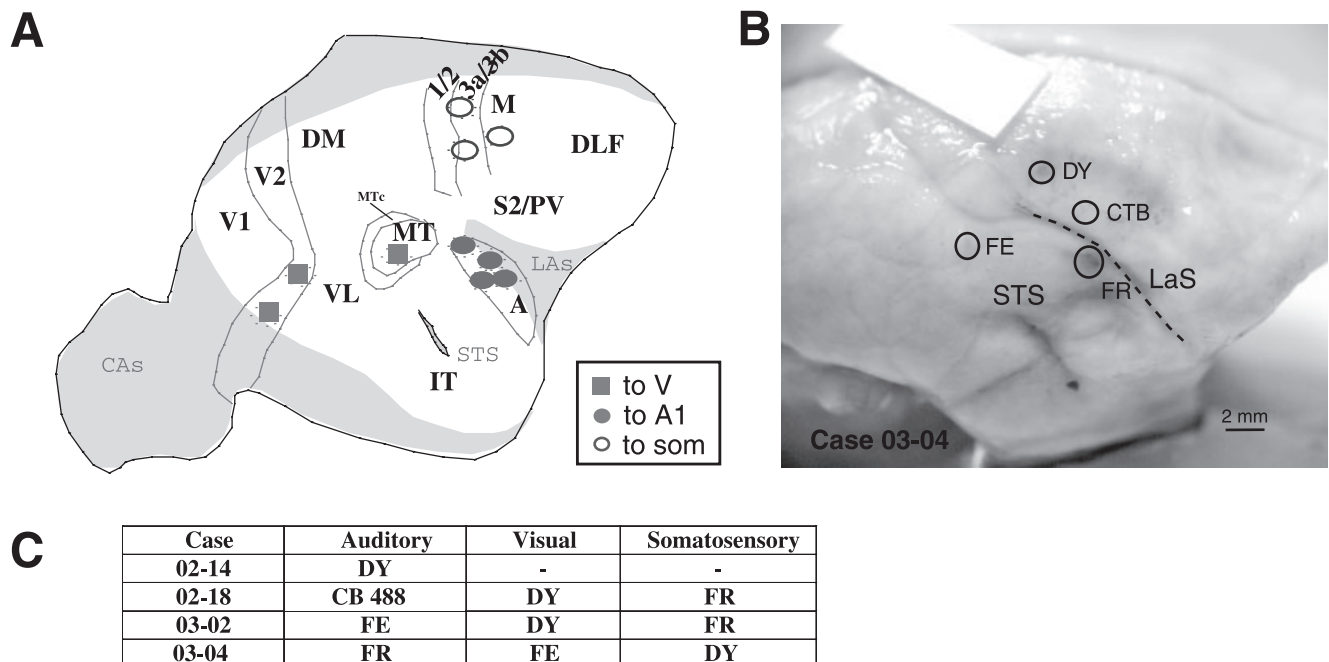 A
1/2
3a/3b
M
DM
DLF
V2
MTc
S2/PV
V1
MT
LAs
VL
A
CAs
STS
IT
to V
to A1
to som
B
DY
CTB
FE
FR
LaS
STS
2 mm
Case 03-04
C
Case Auditory Visual Somatosensory
02-14 DY - -
02-18 CB 488 DY FR
03-02 FE DY FR
03-04 FR FE DY